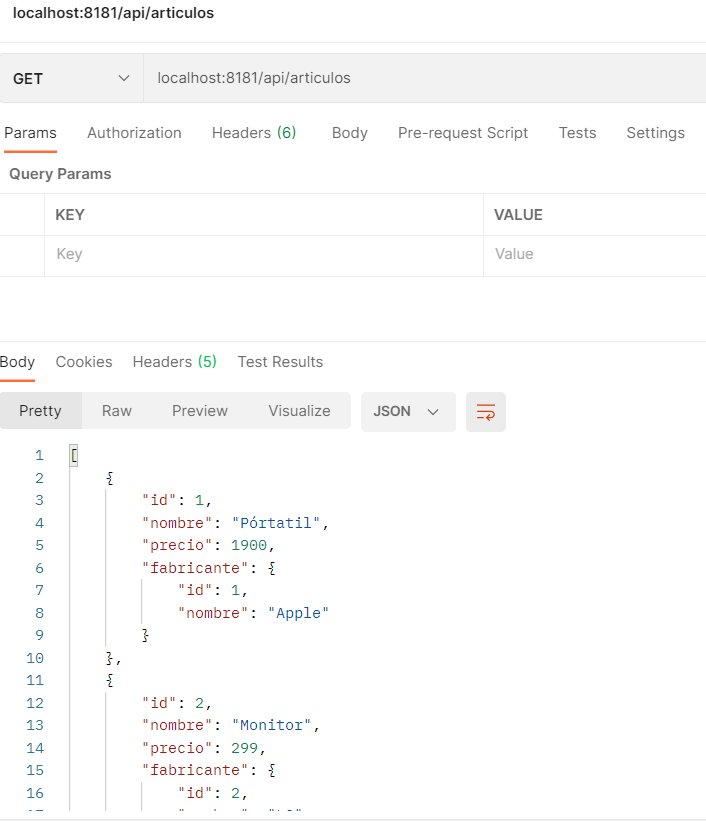 localhost:8181/api/articulos
GET localhost:8181/api/articulos
Params Authorization Headers (6) Body Pre-request Script Tests Settings
Query Params
KEY VALUE
Key Value
Body Cookies Headers (5) Test Results
Pretty Raw Preview Visualize JSON
1 [
2 {
3 "id": 1,
4 "nombre": "Pórtatil",
5 "precio": 1900,
6 "fabricante": {
7 "id": 1,
8 "nombre": "Apple"
9 }
10 },
11 {
12 "id": 2,
13 "nombre": "Monitor",
14 "precio": 299,
15 "fabricante": {
16 "id": 2,